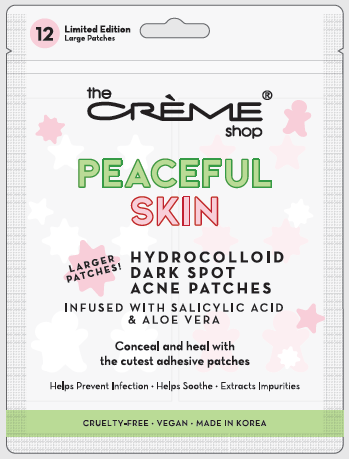 12 Limited Edition
Large Patches
the
CRÈME®
shop
PEACEFUL
SKIN
LARGER
PATCHES!
HYDROCOLLOID
DARK SPOT
ACNE PATCHES
INFUSED WITH SALICYLIC ACID
& ALOE VERA
Conceal and heal with
the cutest adhesive patches
Helps Prevent Infection • Helps Soothe • Extracts Impurities
CRUELTY-FREE • VEGAN • MADE IN KOREA